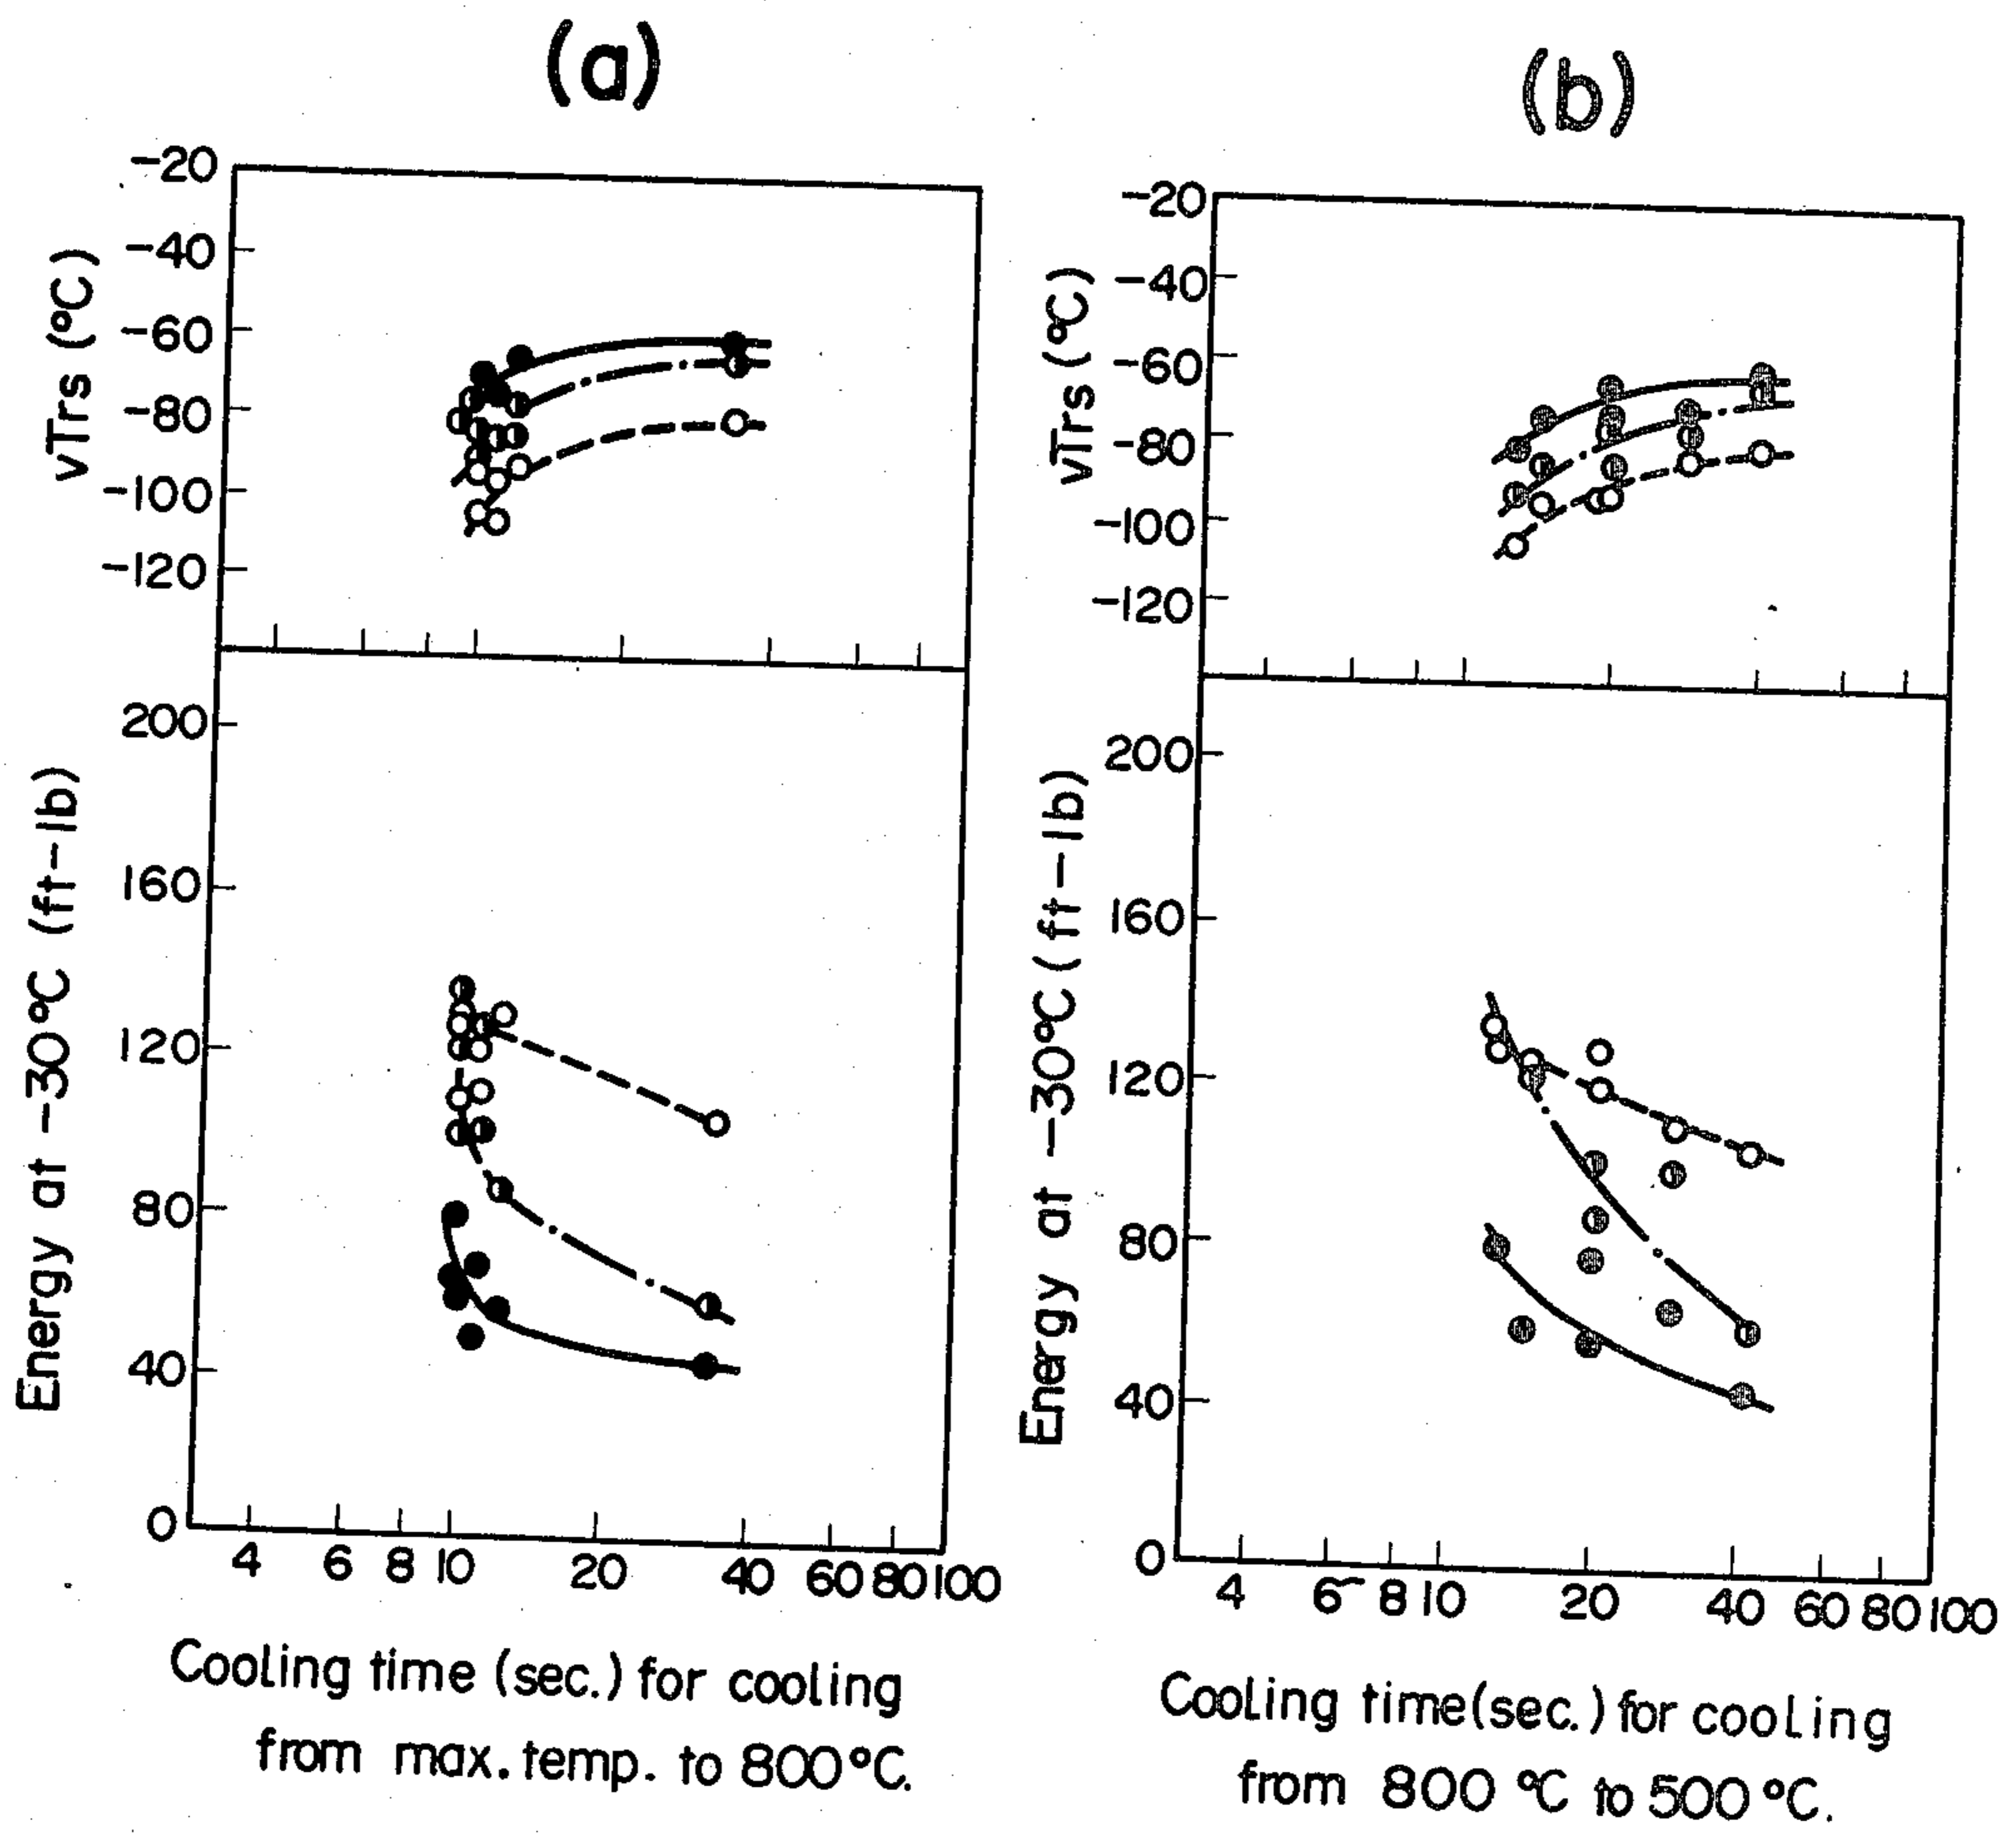 (a)
-20
-40
-60
-80
-100
-120
vTrs (°C)
200
160
120
80
40
0
Energy at -30°C (ft-lb)
4 6 8 10 20 40 60 80 100
Cooling time (sec.) for cooling
from max. temp. to 800°C.
(b)
-20
-40
-60
-80
-100
-120
vTrs (°C)
200
160
120
80
40
0
Energy at -30°C (ft-lb)
4 6 8 10 20 40 60 80 100
Cooling time (sec.) for cooling
from 800 °C to 500 °C.